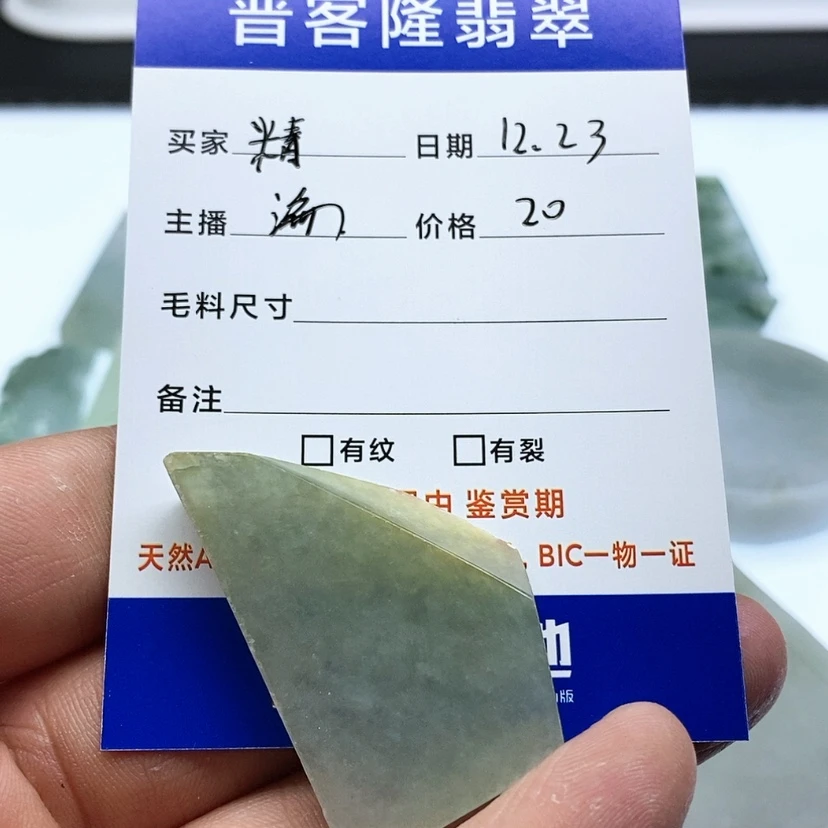 普客隆翡翠
买家 精 日期 12.23
主播 价格 20
毛料尺寸
备注
有纹 有裂
鉴赏期
天然A , BIC一物一证